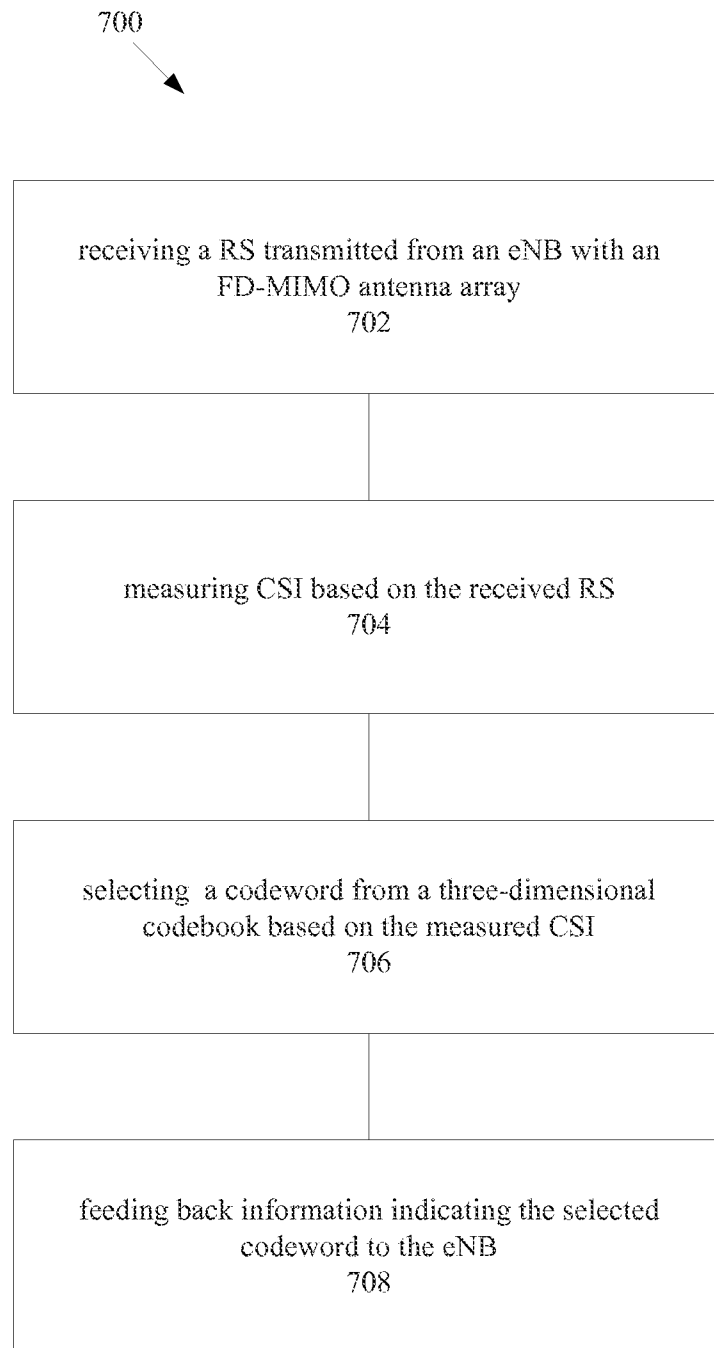 700
receiving a RS transmitted from an eNB with an
FD-MIMO antenna array
702
measuring CSI based on the received RS
704
selecting a codeword from a three-dimensional
codebook based on the measured CSI
706
feeding back information indicating the selected
codeword to the eNB
708